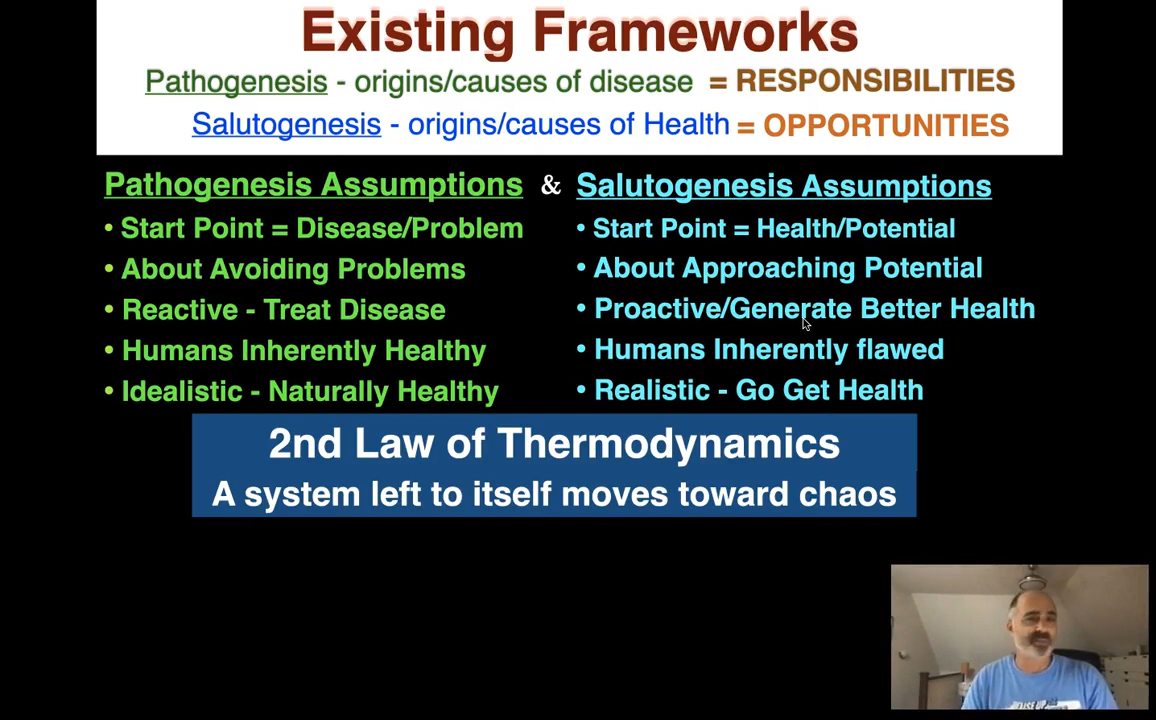 Existing Frameworks
Pathogenesis - origins/causes of disease = RESPONSIBILITIES
Salutogenesis - origins/causes of Health = OPPORTUNITIES
Pathogenesis Assumptions & Salutogenesis Assumptions
• Start Point = Disease/Problem
• About Avoiding Problems
• Reactive - Treat Disease
• Humans Inherently Healthy
• Idealistic - Naturally Healthy
• Start Point = Health/Potential
• About Approaching Potential
• Proactive/Generate Better Health
• Humans Inherently flawed
• Realistic - Go Get Health
2nd Law of Thermodynamics
A system left to itself moves toward chaos